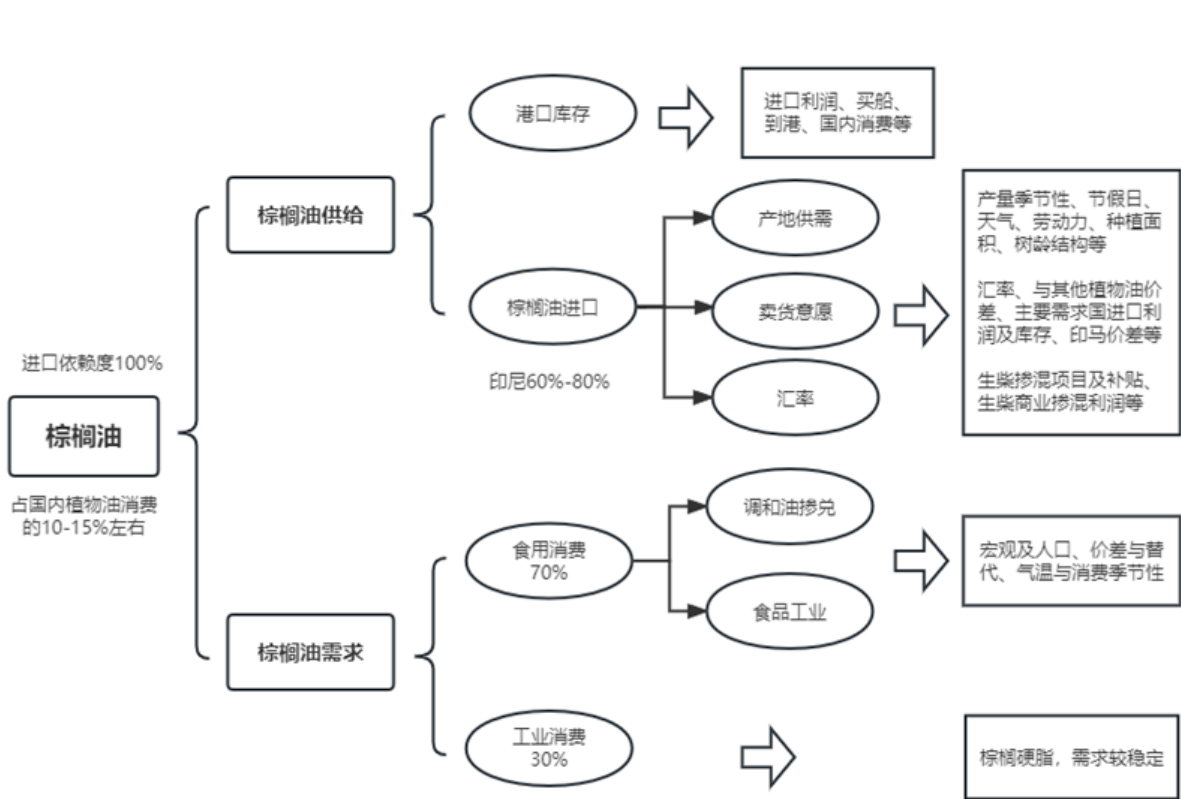 进口依赖度100%
棕榈油
占国内植物油消费
的10-15%左右
棕榈油供给
港口库存
进口利润、买船、
到港、国内消费等
棕榈油进口
印尼60%-80%
产地供需
卖货意愿
汇率
产量季节性、节假日、
天气、劳动力、种植面
积、树龄结构等
汇率、与其他植物油价
差、主要需求国进口利
润及库存、印马价差等
生柴掺混项目及补贴、
生柴商业掺混利润等
棕榈油需求
食用消费
70%
调和油掺兑
食品工业
宏观及人口、价差与替
代、气温与消费季节性
工业消费
30%
棕榈硬脂，需求较稳定